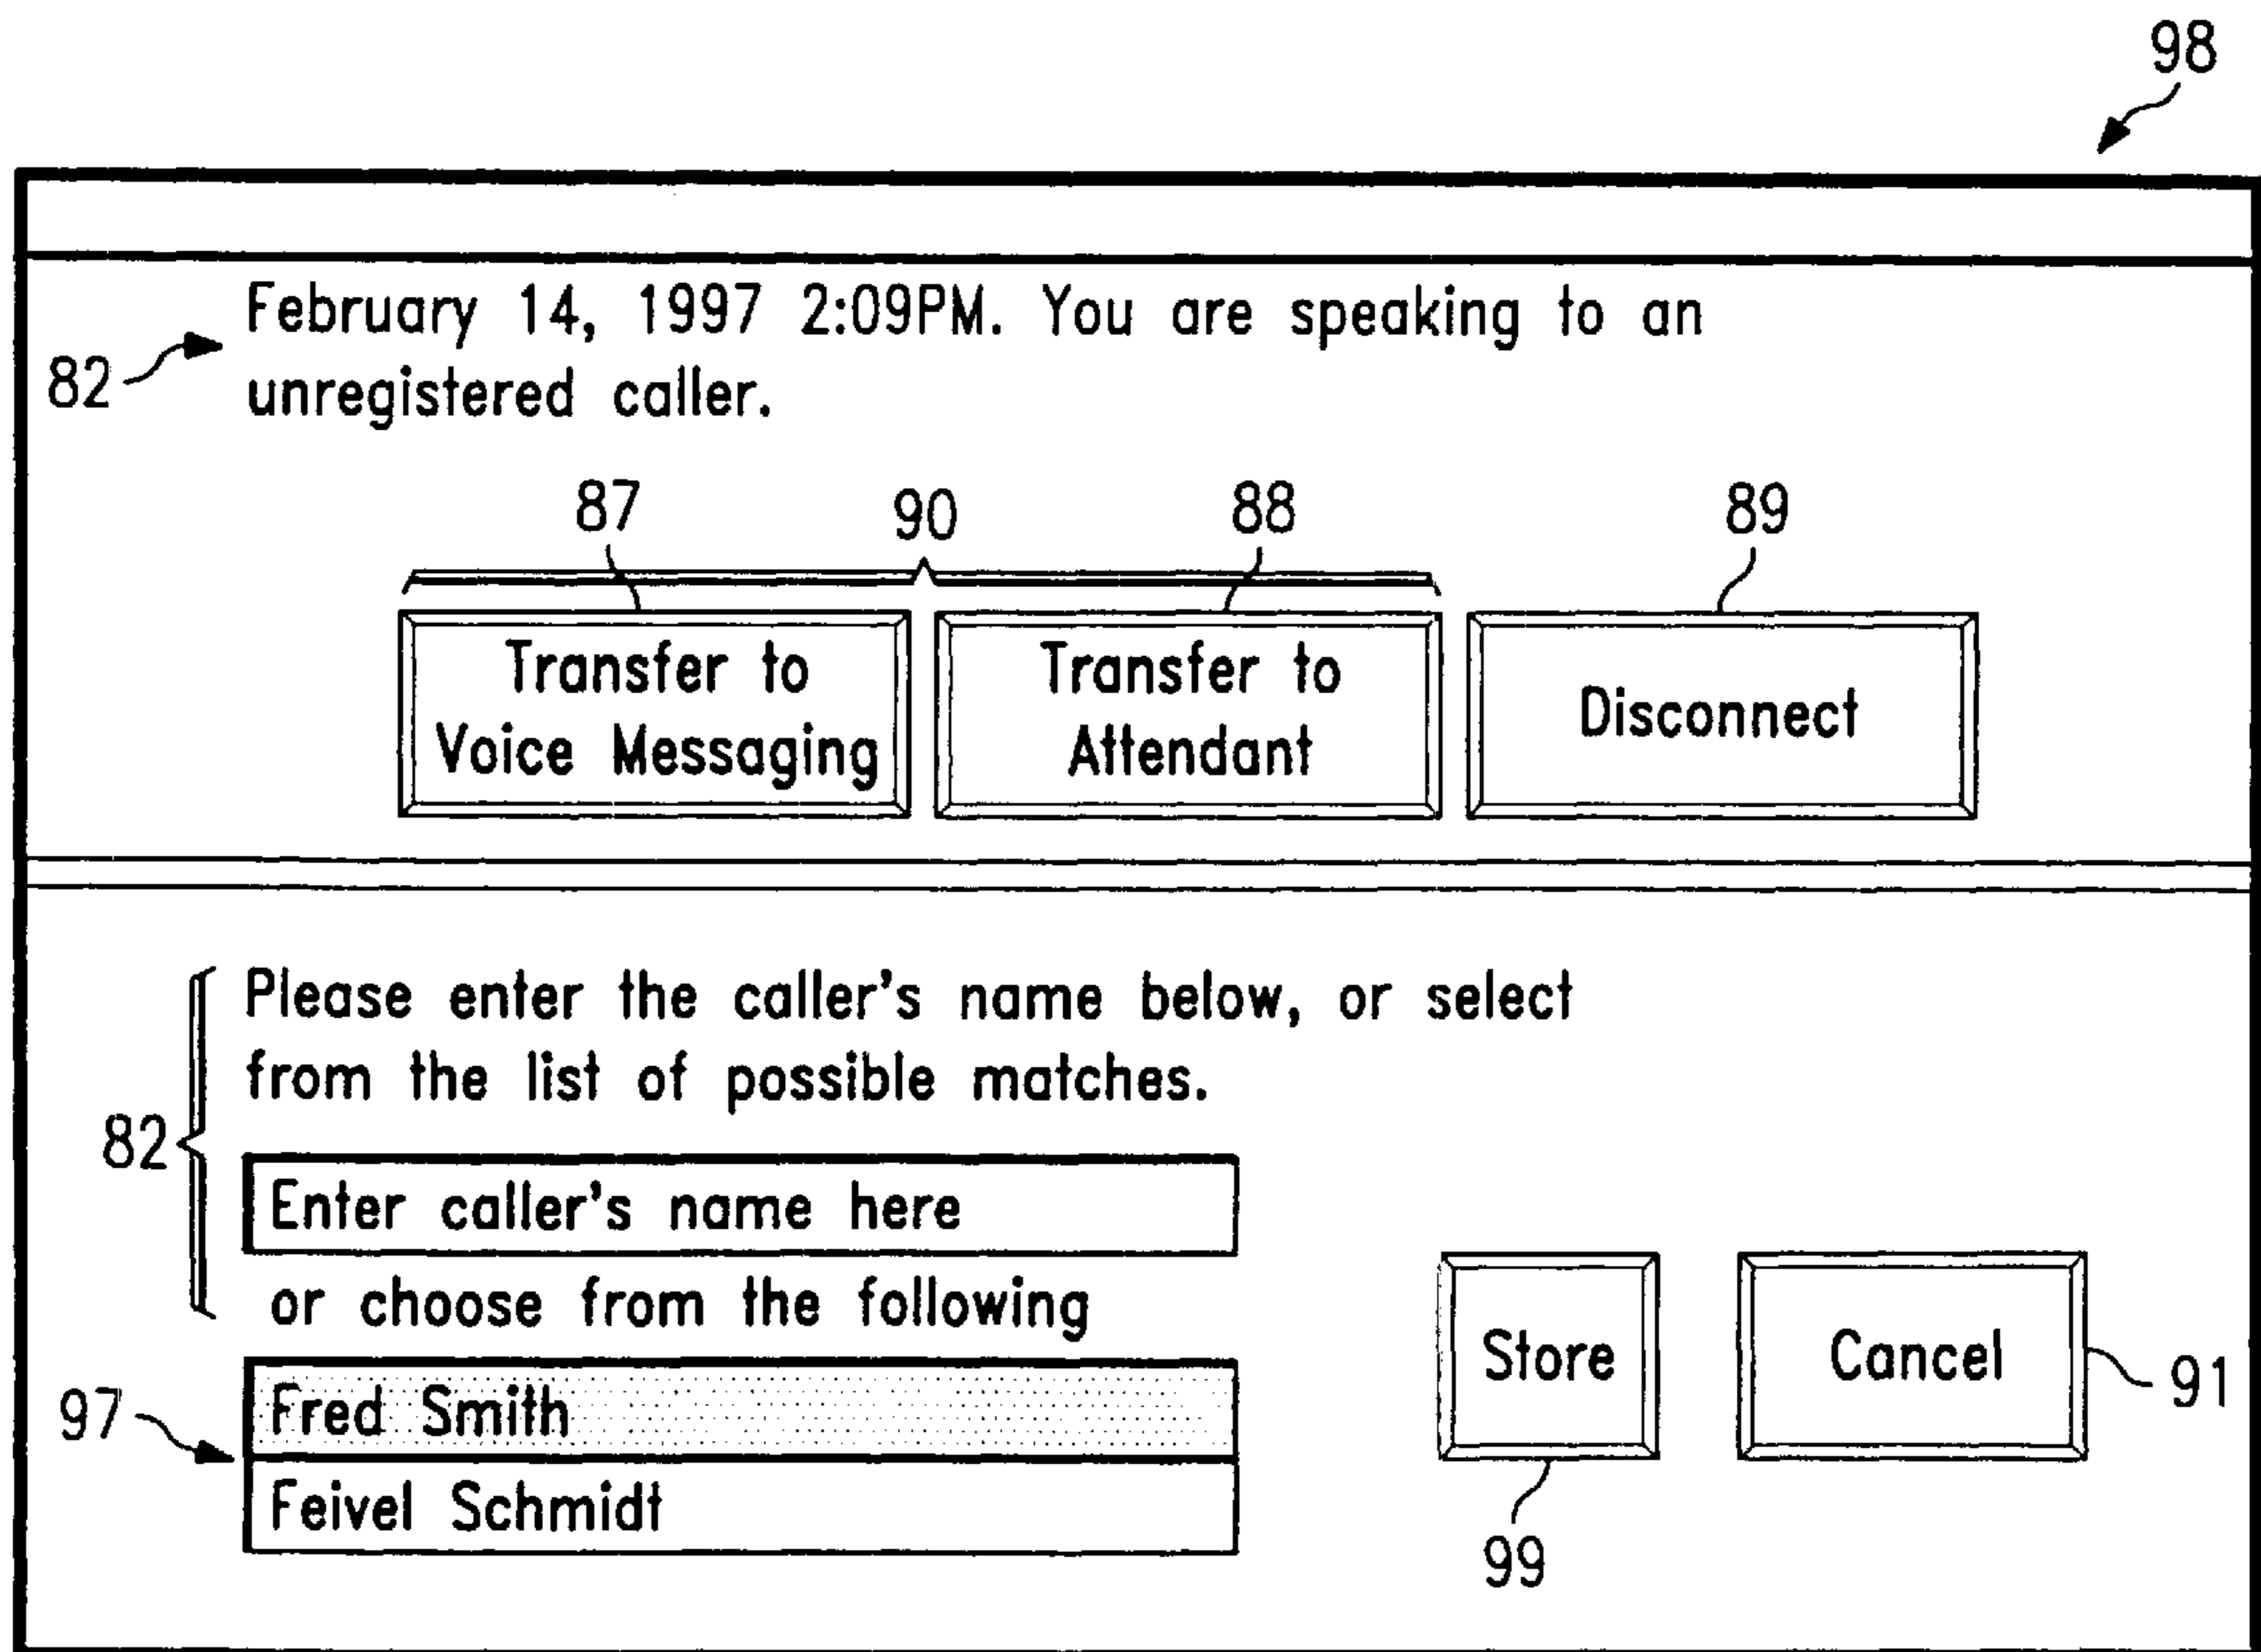 98
February 14, 1997 2:09PM. You are speaking to an
82
unregistered caller.
87 90 88 89
Transfer to
Voice Messaging
Transfer to
Attendant
Disconnect
Please enter the caller's name below, or select
from the list of possible matches.
82
Enter caller's name here
or choose from the following
Store
Cancel
91
97
Fred Smith
Feivel Schmidt
99